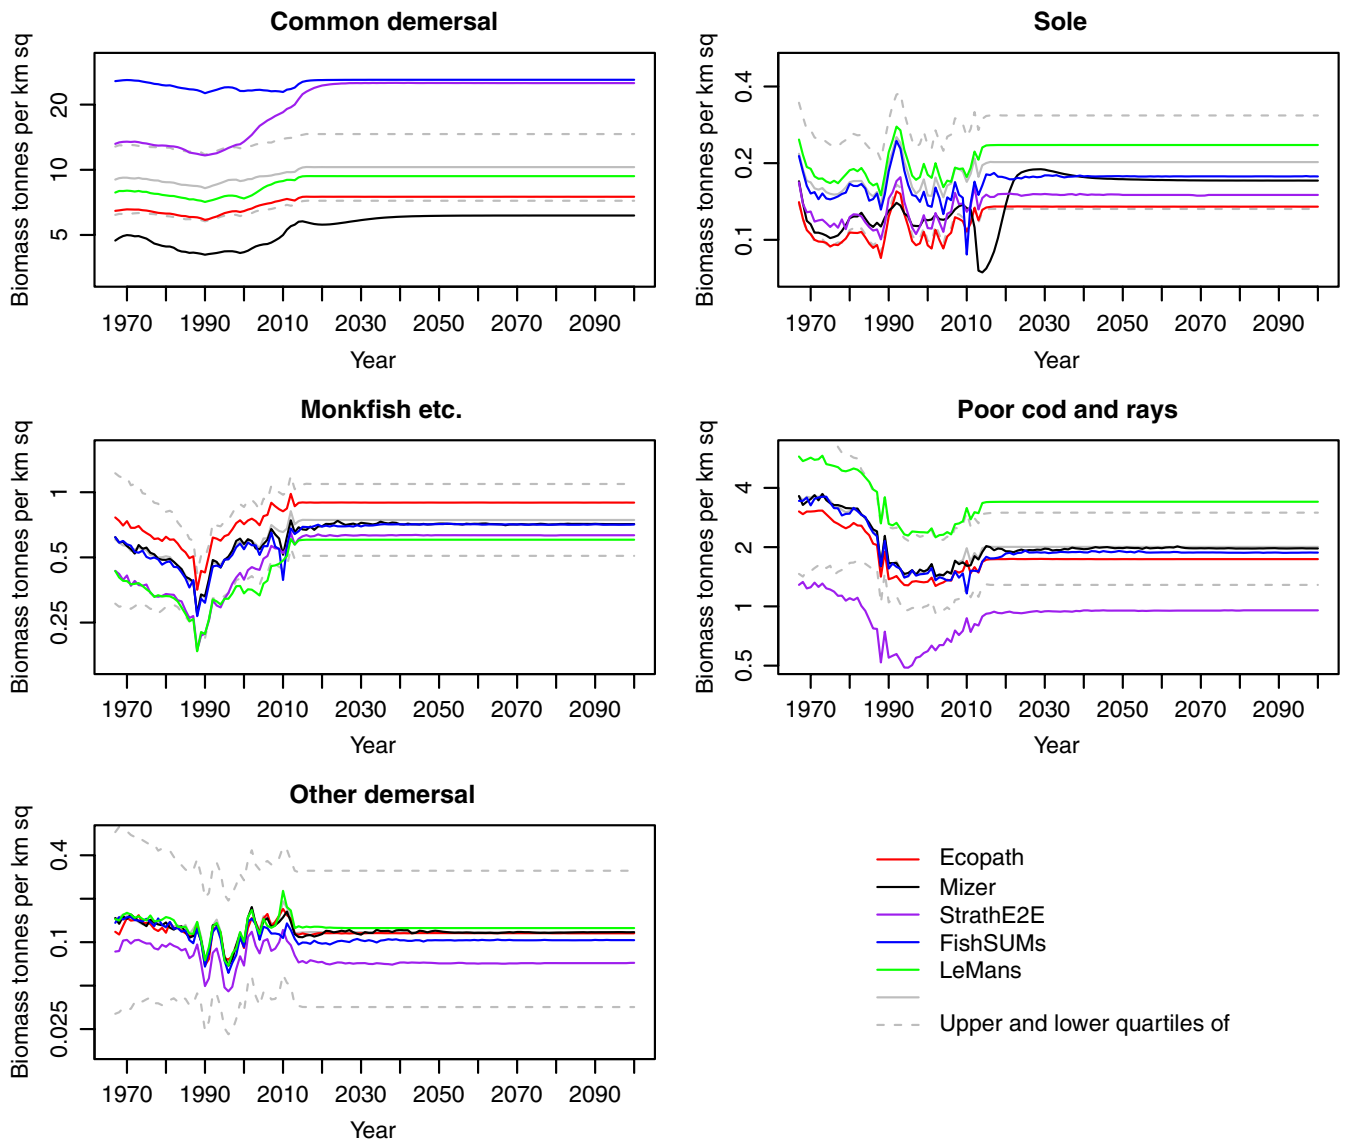 Common demersal
Biomass tonnes per km sq
20
10
5
1970 1990 2010 2030 2050 2070 2090
Year
Sole
Biomass tonnes per km sq
0.4
0.2
0.1
1970 1990 2010 2030 2050 2070 2090
Year
Monkfish etc.
Biomass tonnes per km sq
1
0.5
0.25
1970 1990 2010 2030 2050 2070 2090
Year
Poor cod and rays
Biomass tonnes per km sq
4
2
1
0.5
1970 1990 2010 2030 2050 2070 2090
Year
Other demersal
Biomass tonnes per km sq
0.4
0.1
0.025
1970 1990 2010 2030 2050 2070 2090
Year
Ecopath
Mizer
StrathE2E
FishSUMs
LeMans
Upper and lower quartiles of